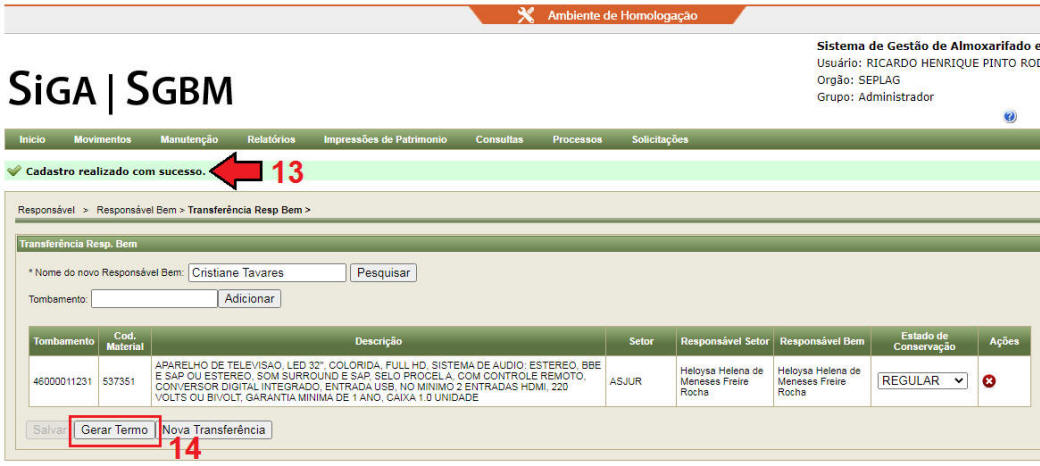 Ambiente de Homologação
Sistema de Gestão de Almoxarifado e
Usuário: RICARDO HENRIQUE PINTO ROD
Orgão: SEPLAG
Grupo: Administrador
SIGA | SGBM
?
Início Movimentos Manutenção Relatórios Impressões de Patrimonio Consultas Processos Solicitações
Cadastro realizado com sucesso. 13
Responsável > Responsável Bem > Transferência Resp Bem >
Transferência Resp. Bem
* Nome do novo Responsável Bem: Cristiane Tavares Pesquisar
Tombamento: Adicionar
Tombamento Cod. Material Descrição Setor Responsável Setor Responsável Bem Estado de Conservação Ações
46000011231 537351 APARELHO DE TELEVISAO, LED 32", COLORIDA, FULL HD, SISTEMA DE AUDIO: ESTEREO, BBE
E SAP OU ESTEREO, SOM SURROUND E SAP, SELO PROCEL A, COM CONTROLE REMOTO,
CONVERSOR DIGITAL INTEGRADO, ENTRADA USB, NO MINIMO 2 ENTRADAS HDMI, 220
VOLTS OU BIVOLT, GARANTIA MINIMA DE 1 ANO, CAIXA 1.0 UNIDADE
ASJUR
Heloysa Helena de
Meneses Freire
Rocha
Heloysa Helena de
Meneses Freire
Rocha
REGULAR
Salvar Gerar Termo Nova Transferência
14